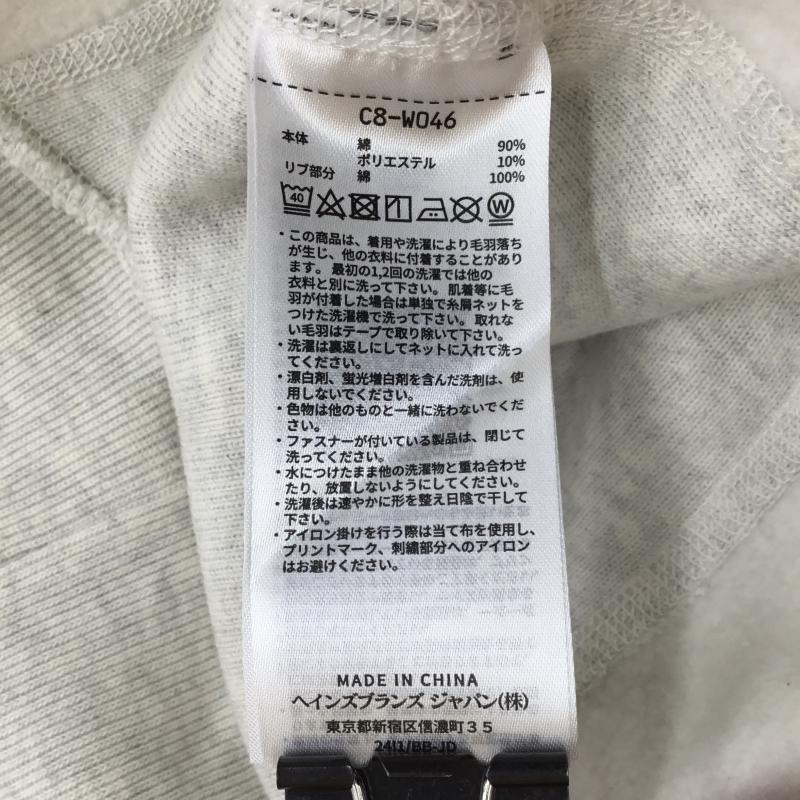 C8-W046
本体 綿 90%
ポリエステル 10%
リブ部分 綿 100%
40 W
・この商品は、着用や洗濯により毛羽落ち
が生じ、他の衣料に付着することがあり
ます。最初の1,2回の洗濯では他の
衣料と別に洗って下さい。肌着等に毛
羽が付着した場合は単独で糸屑ネットを
つけた洗濯機で洗って下さい。取れな
い毛羽はテープで取り除いて下さい。
・洗濯は裏返しにしてネットに入れて洗っ
てください。
・漂白剤、蛍光増白剤を含んだ洗剤は、使
用しないでください。
・色物は他のものと一緒に洗わないでくだ
さい。
・ファスナーが付いている製品は、閉じて
洗ってください。
・水につけたまま他の洗濯物と重ね合わせ
たり、放置しないようにしてください。
・洗濯後は速やかに形を整え日陰で干して
下さい。
・アイロン掛けを行う際は当て布を使用し、
プリントマーク、刺繍部分へのアイロン
はお避けください。
MADE IN CHINA
ヘインズブランズ ジャパン(株)
東京都新宿区信濃町35
24I1/BB-JD